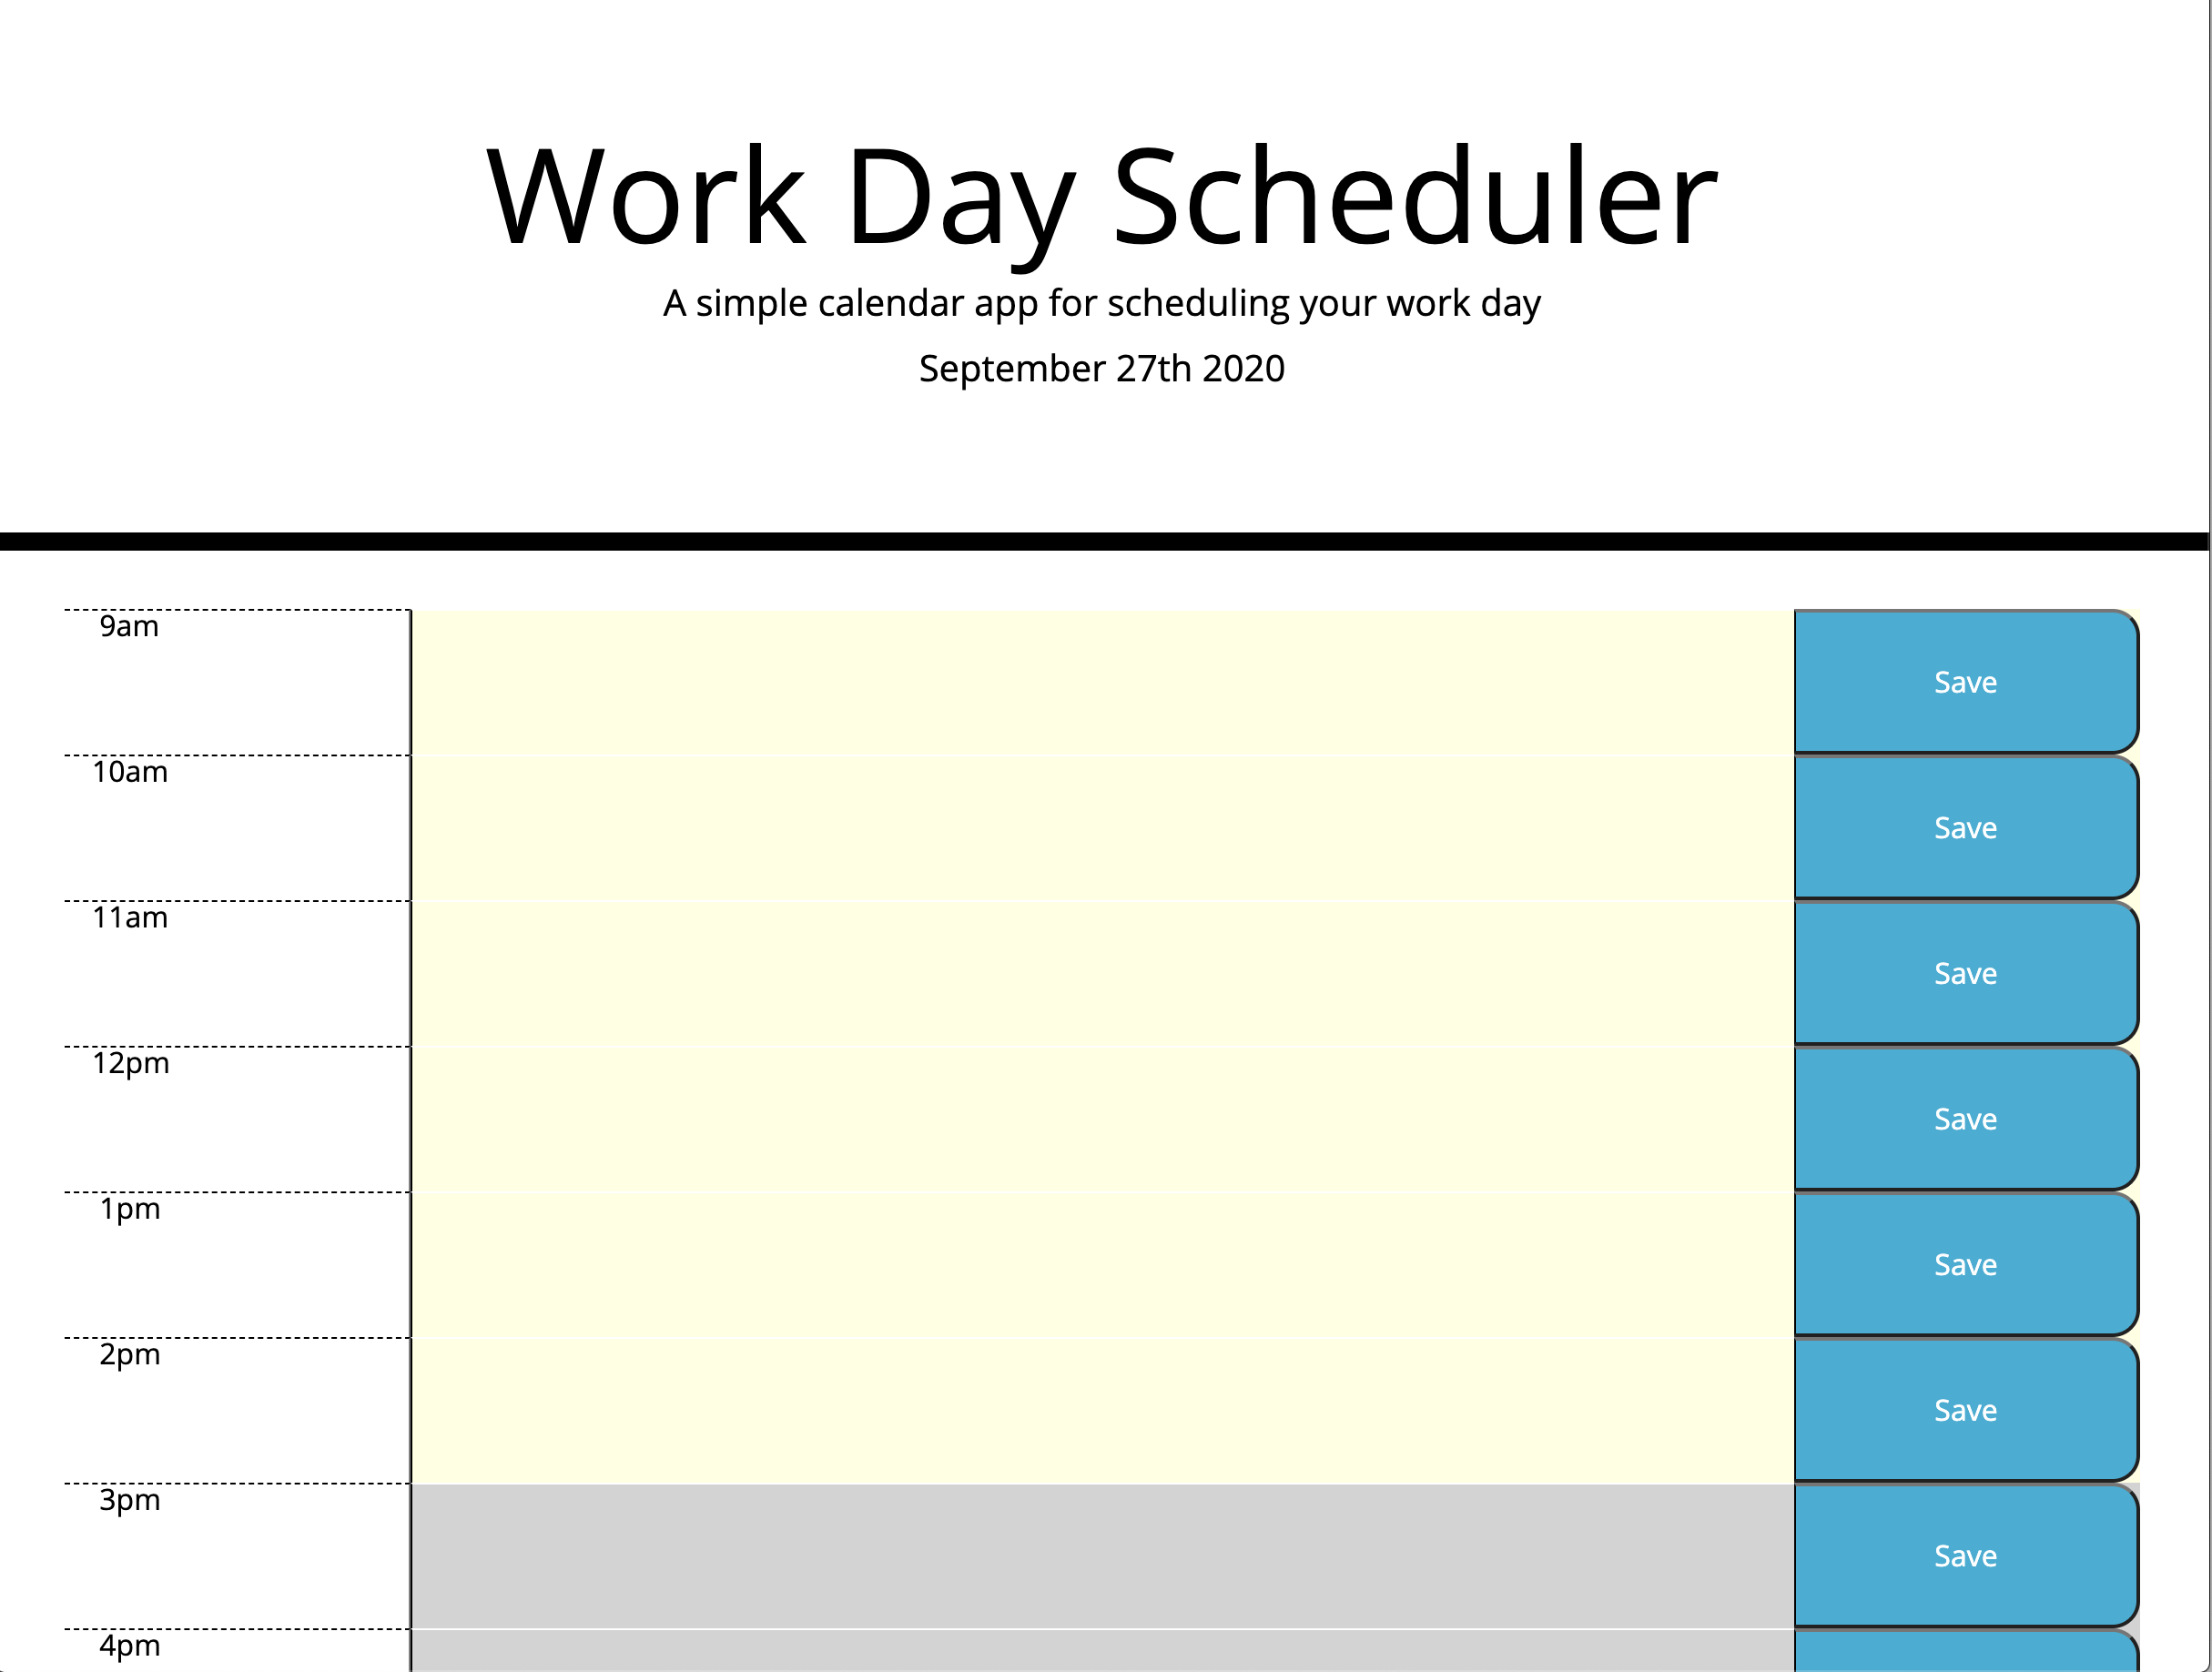 Work Day Scheduler
A simple calendar app for scheduling your work day
September 27th 2020
9am
Save
10am
Save
11am
Save
12pm
Save
1pm
Save
2pm
Save
3pm
Save
4pm